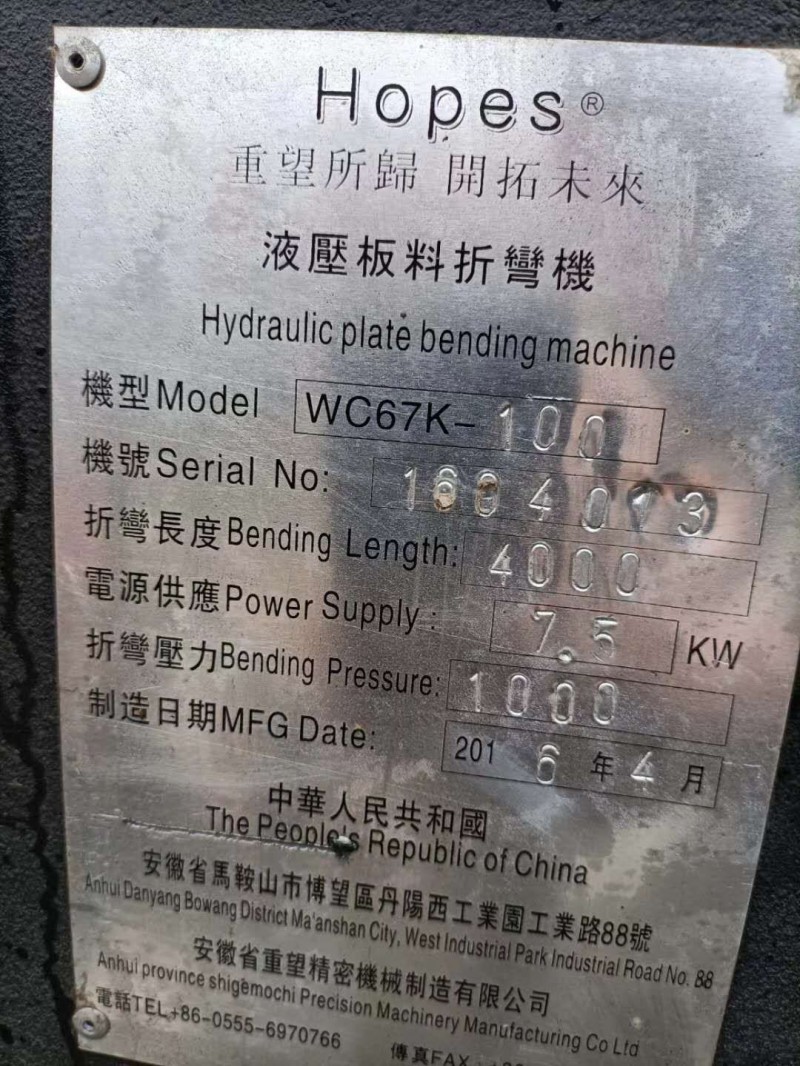 Hopes®
重望所歸 開拓未來
液壓板料折彎機
Hydraulic plate bending machine
機型Model WC67K-100
機號Serial No: 1604013
折彎長度Bending Length: 4000
電源供應Power Supply: 7.5 KW
折彎壓力Bending Pressure: 1000
制造日期MFG Date: 2016年4月
中華人民共和國
The People's Republic of China
安徽省馬鞍山市博望區丹陽西工業園工業路88號
Anhui Danyang Bowang District Ma'anshan City, West Industrial Park Industrial Road No. 88
安徽省重望精密機械制造有限公司
Anhui province shigemochi Precision Machinery Manufacturing Co Ltd
電話TEL+86-0555-6970766
傳真FAX